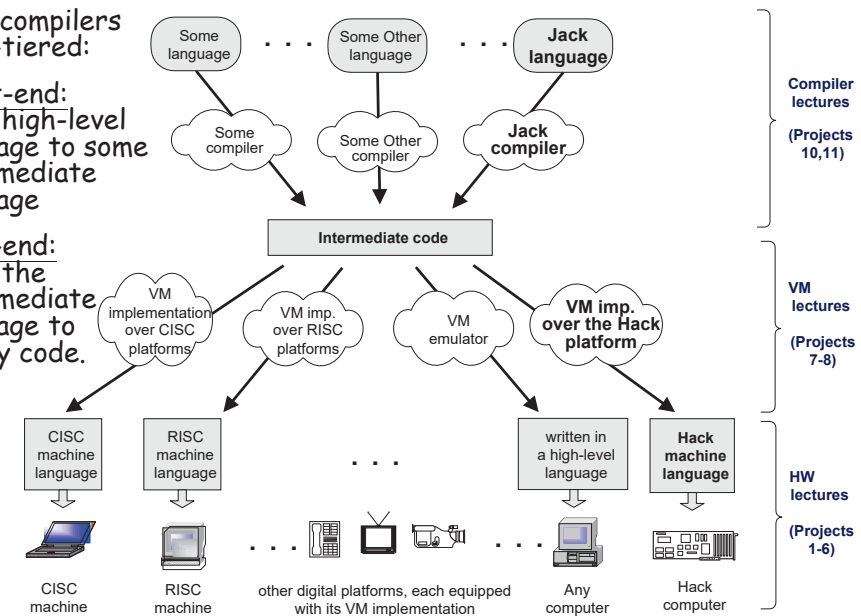 compilers
-tiered:
-end:
high-level
age to some
mediate
age
-end:
the
mediate
age to
y code.
Some
language
. . .
Some Other
language
. . .
Jack
language
Some
compiler
Some Other
compiler
Jack
compiler
Intermediate code
VM
implementation
over CISC
platforms
VM imp.
over RISC
platforms
VM
emulator
VM imp.
over the Hack
platform
CISC
machine
language
RISC
machine
language
. . .
written in
a high-level
language
Hack
machine
language
. . .
. . .
CISC
machine
RISC
machine
other digital platforms, each equipped
with its VM implementation
Any
computer
Hack
computer
Compiler
lectures
(Projects
10,11)
VM
lectures
(Projects
7-8)
HW
lectures
(Projects
1-6)